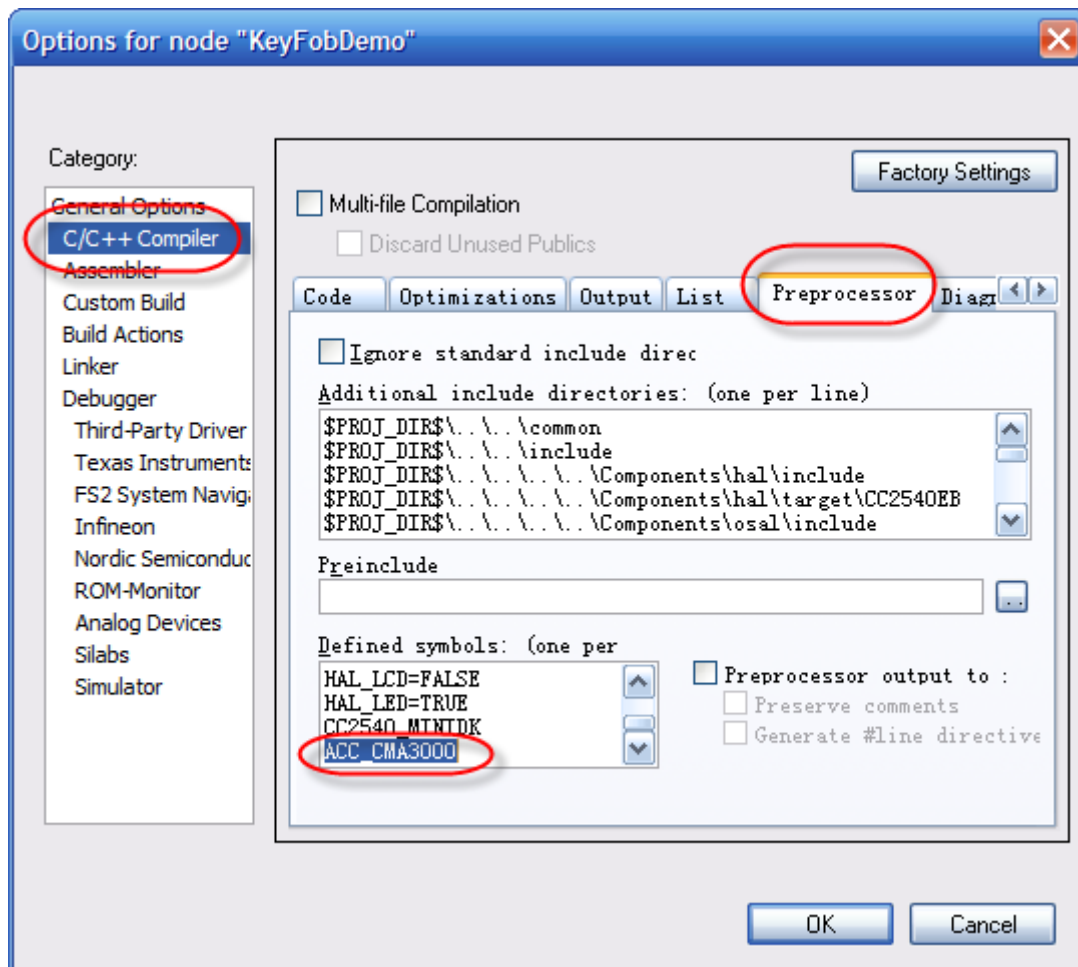 Options for node "KeyFobDemo"
Category:
General Options
C/C++ Compiler
Assembler
Custom Build
Build Actions
Linker
Debugger
Third-Party Driver
Texas Instruments
FS2 System Naviga
Infineon
Nordic Semiconduc
ROM-Monitor
Analog Devices
Silabs
Simulator
Factory Settings
Multi-file Compilation
Discard Unused Publics
Code Optimizations Output List Preprocessor Diagn
Ignore standard include direc
Additional include directories: (one per line)
$PROJ_DIR$\..\..\common
$PROJ_DIR$\..\..\include
$PROJ_DIR$\..\..\..\..\Components\hal\include
$PROJ_DIR$\..\..\..\..\Components\hal\target\CC2540EB
$PROJ_DIR$\..\..\..\..\Components\osal\include
Preinclude
..
Defined symbols: (one per
HAL_LCD=FALSE
HAL_LED=TRUE
CC2540_MINIDK
ACC_CMA3000
Preprocessor output to :
Preserve comments
Generate #line directive
OK
Cancel